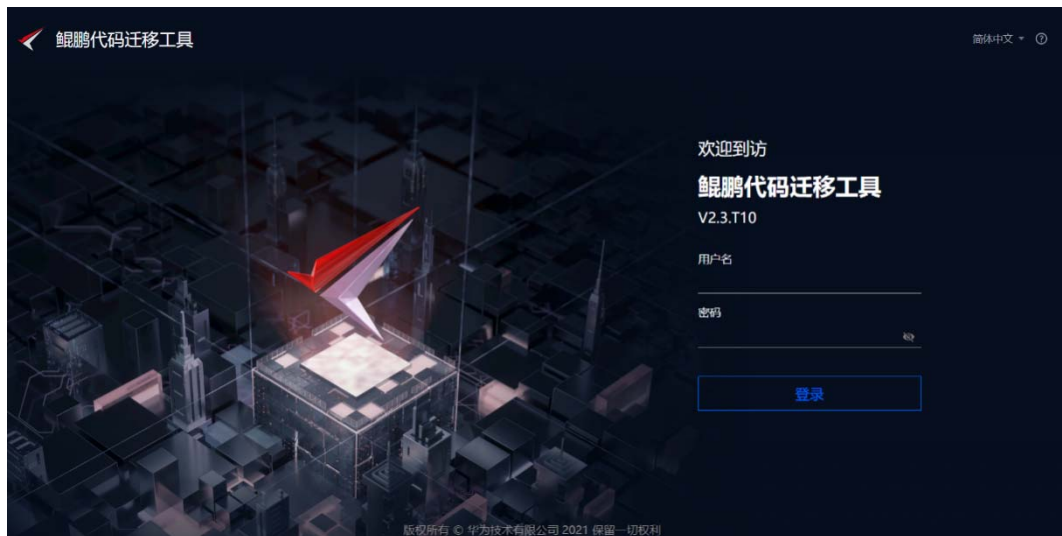 鲲鹏代码迁移工具
简体中文
欢迎到访
鲲鹏代码迁移工具
V2.3.T10
用户名
密码
登录
版权所有 © 华为技术有限公司 2021 保留一切权利